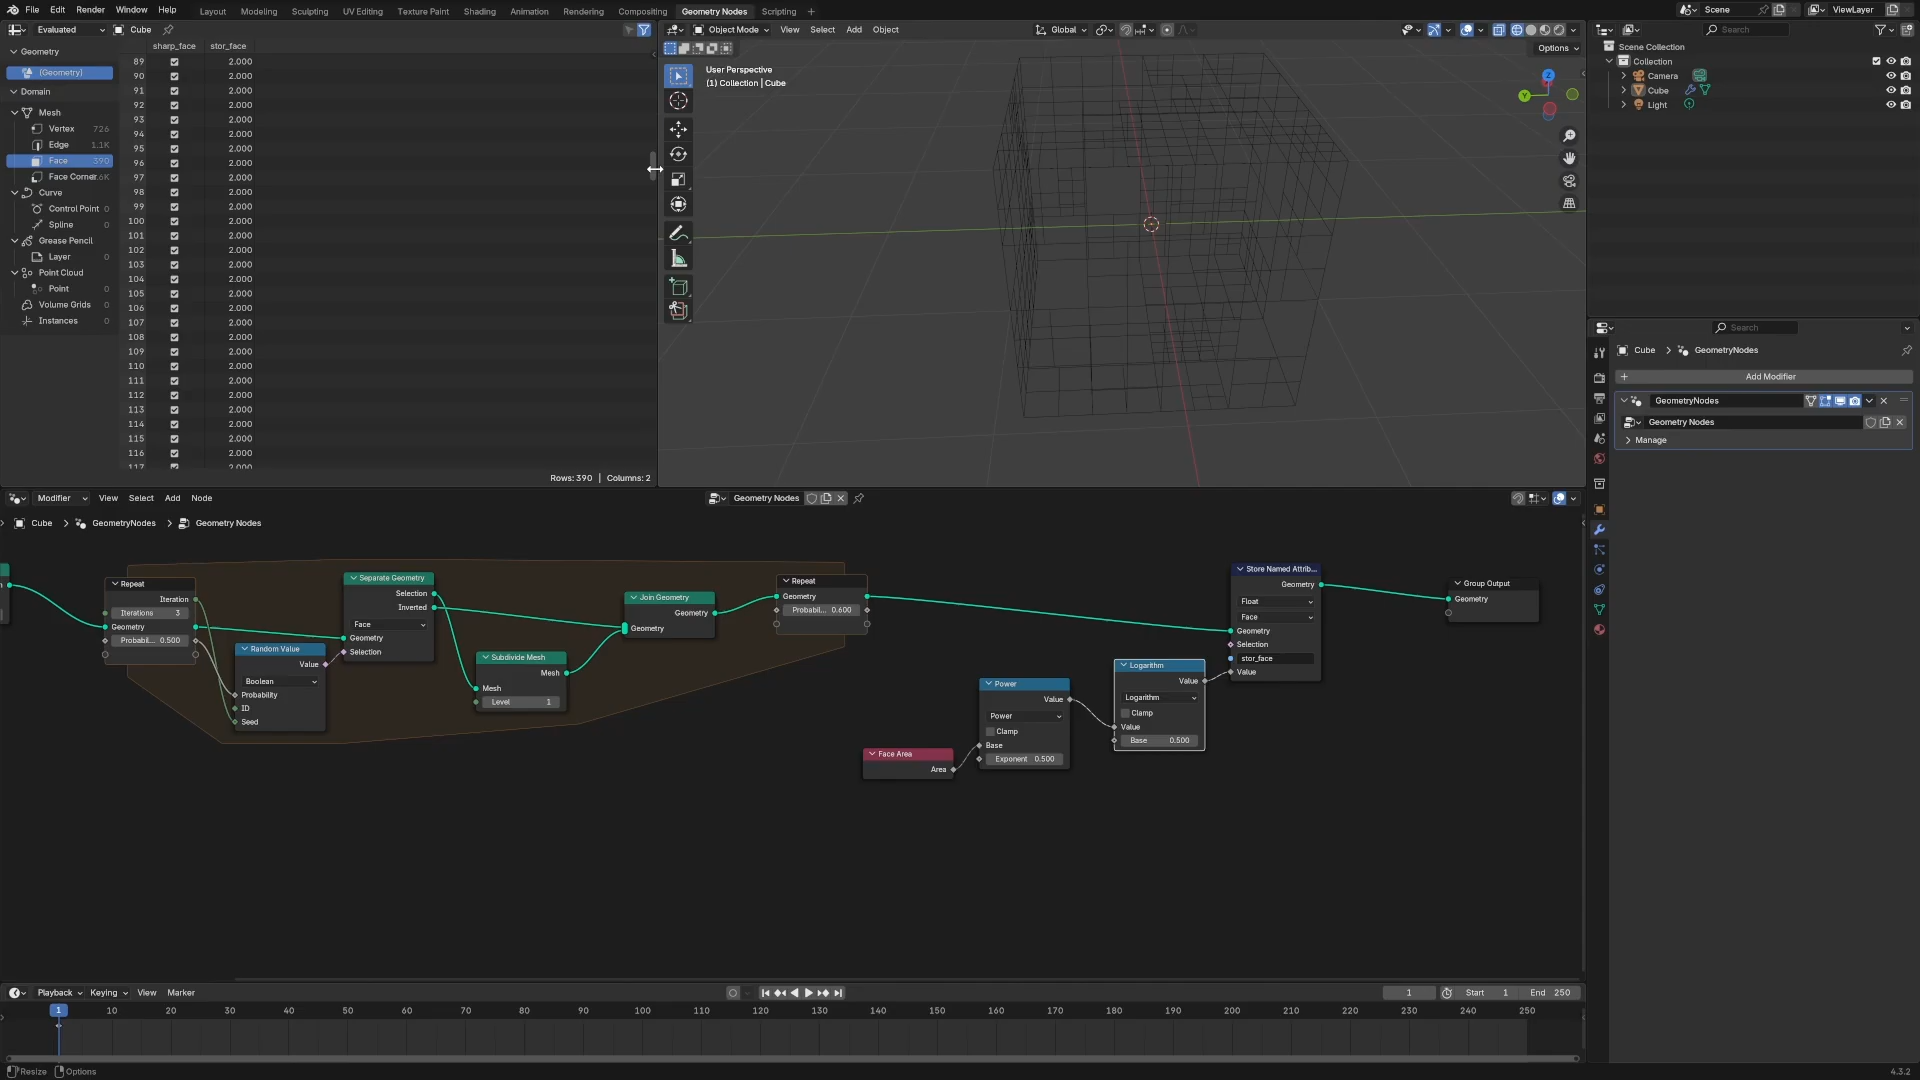 File Edit Render Window Help
Layout Modeling Sculpting UV Editing Texture Paint Shading Animation Rendering Compositing Geometry Nodes Scripting +
Scene
ViewLayer
Evaluated
Cube
Object Mode View Select Add Object
Global
Search
Options
sharp_face stor_face
Geometry
(Geometry)
Domain
Mesh
Vertex 726
Edge 1.1K
Face 390
Face Corner .6K
Curve
Control Point 0
Spline 0
Grease Pencil
Layer 0
Point Cloud 0
Point 0
Volume Grids 0
Instances 0
89 2.000
90 2.000
91 2.000
92 2.000
93 2.000
94 2.000
95 2.000
96 2.000
97 2.000
98 2.000
99 2.000
100 2.000
101 2.000
102 2.000
103 2.000
104 2.000
105 2.000
106 2.000
107 2.000
108 2.000
109 2.000
110 2.000
111 2.000
112 2.000
113 2.000
114 2.000
115 2.000
116 2.000
117 2.000
Rows: 390 | Columns: 2
User Perspective
(1) Collection | Cube
Z
Y
Scene Collection
Collection
Camera
Cube
Light
Search
Cube > GeometryNodes
+ Add Modifier
GeometryNodes
Geometry Nodes
Manage
Modifier View Select Add Node
Geometry Nodes
Cube > GeometryNodes > Geometry Nodes
Repeat
Iteration
Iterations 3
Geometry
Probabil... 0.500
Random Value
Value
Boolean
Probability
ID
Seed
Separate Geometry
Selection
Inverted
Face
Geometry
Selection
Subdivide Mesh
Mesh
Mesh
Level 1
Join Geometry
Geometry
Geometry
Repeat
Geometry
Probabil... 0.600
Face Area
Area
Power
Value
Power
Clamp
Base
Exponent 0.500
Logarithm
Value
Logarithm
Clamp
Value
Base 0.500
Store Named Attrib...
Geometry
Float
Face
Geometry
Selection
stor_face
Value
Group Output
Geometry
Playback Keying View Marker
1
Start 1
End 250
1 10 20 30 40 50 60 70 80 90 100 110 120 130 140 150 160 170 180 190 200 210 220 230 240 250
Resize Options
4.3.2